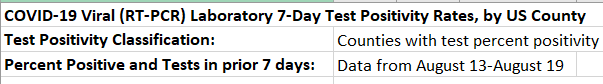 COVID-19 Viral (RT-PCR) Laboratory 7-Day Test Positivity Rates, by US County
Test Positivity Classification: Counties with test percent positivity
Percent Positive and Tests in prior 7 days: Data from August 13-August 19